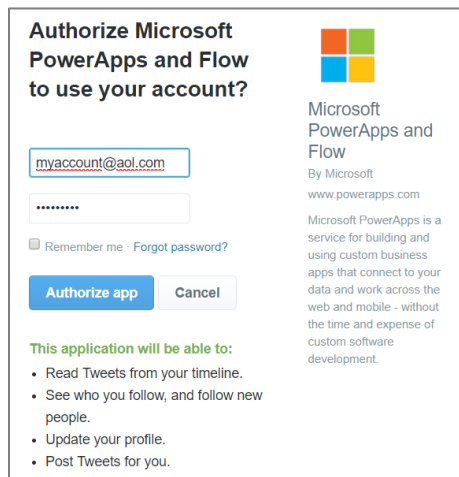 Authorize Microsoft
PowerApps and Flow
to use your account?
myaccount@aol.com
•••••••••
Remember me · Forgot password?
Authorize app
Cancel
This application will be able to:
• Read Tweets from your timeline.
• See who you follow, and follow new
people.
• Update your profile.
• Post Tweets for you.
Microsoft
PowerApps and
Flow
By Microsoft
www.powerapps.com
Microsoft PowerApps is a
service for building and
using custom business
apps that connect to your
data and work across the
web and mobile - without
the time and expense of
custom software
development.